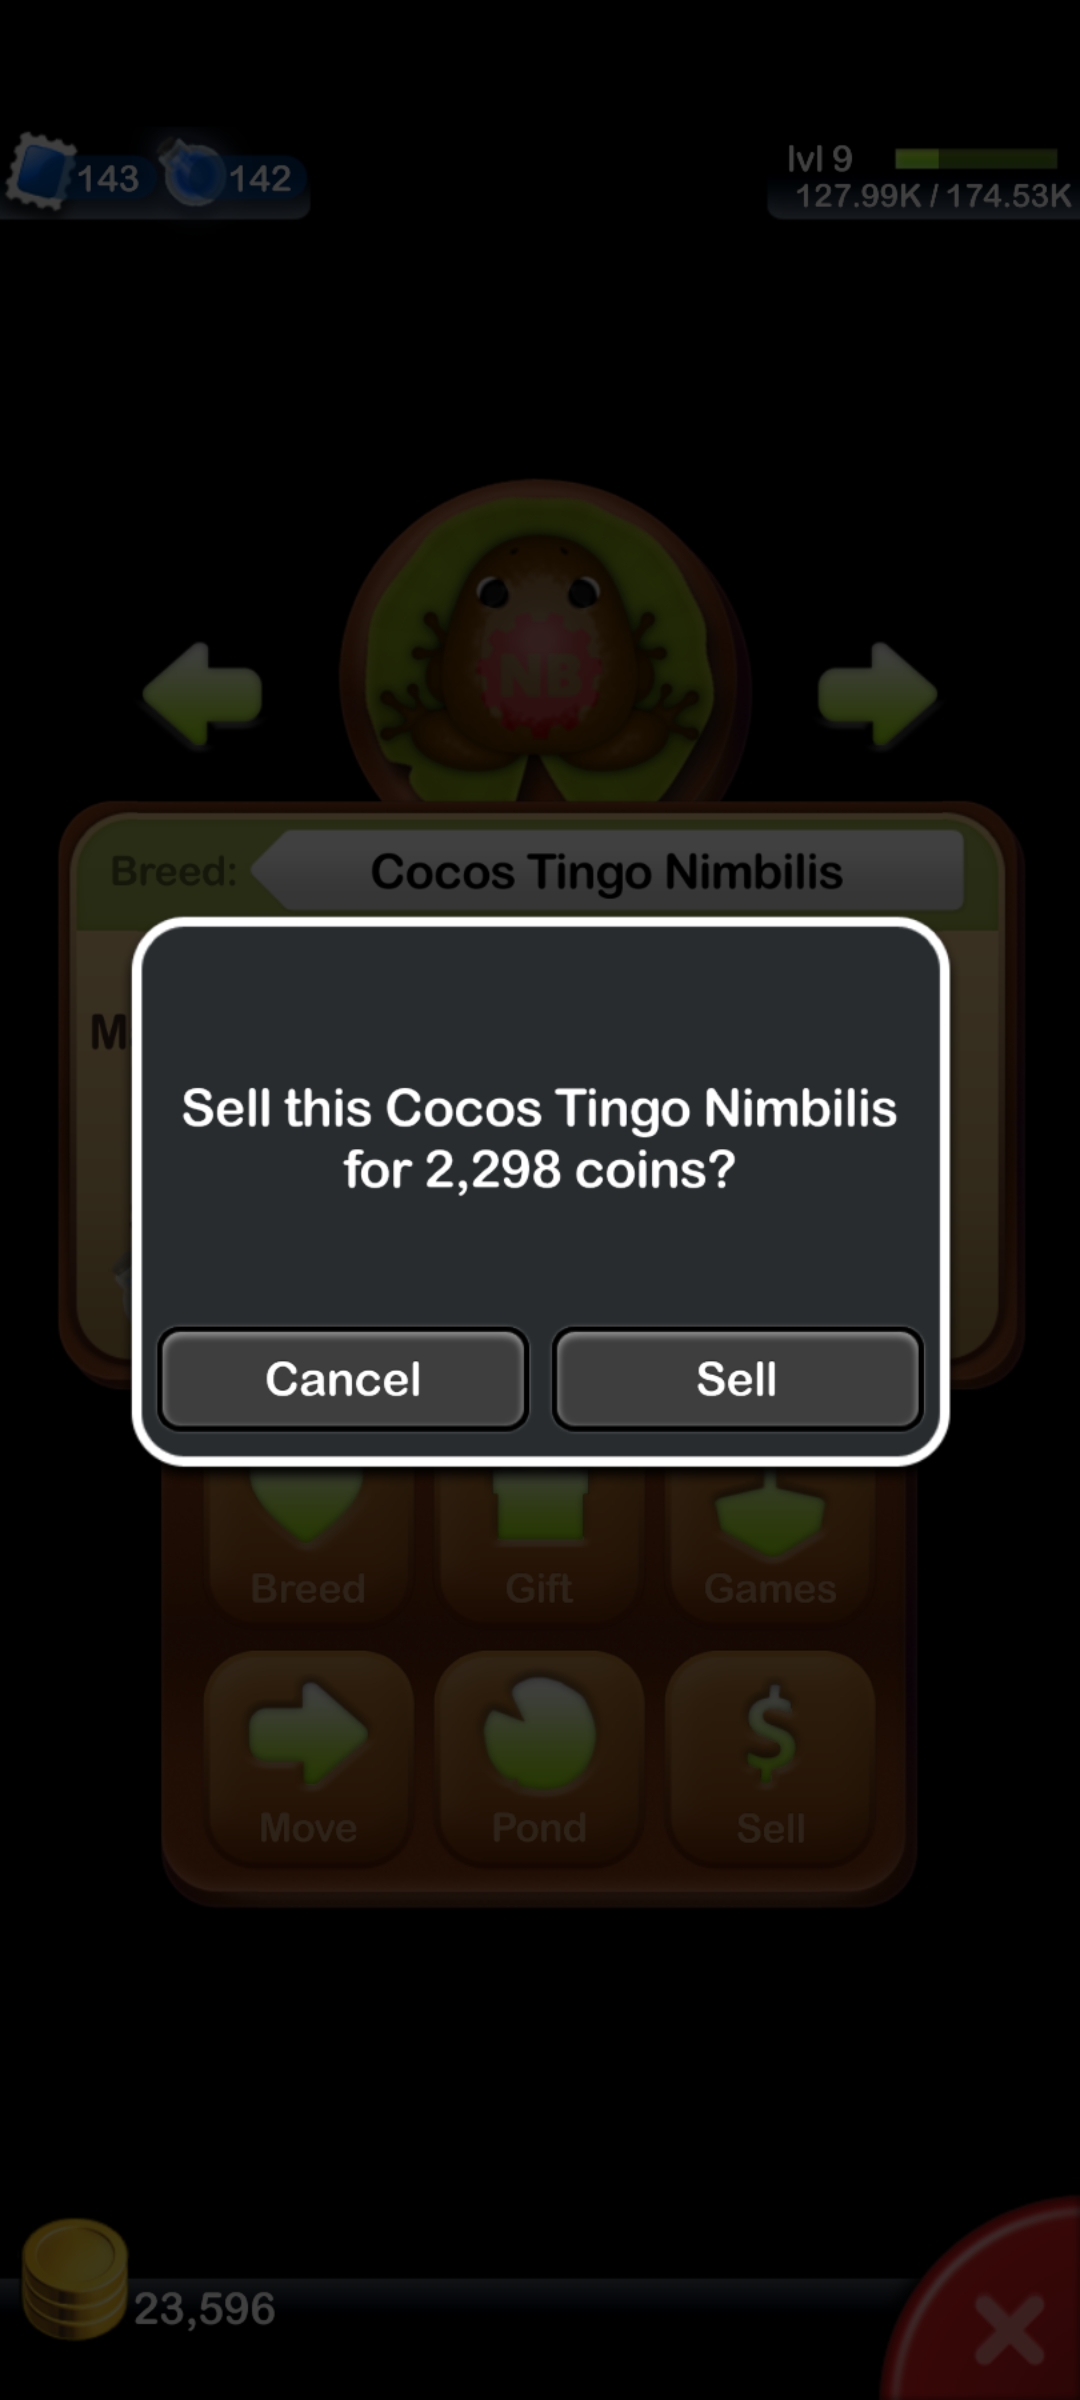 143
142
lvl 9
127.99K / 174.53K
NB
Breed:
Cocos Tingo Nimbilis
M
Sell this Cocos Tingo Nimbilis
for 2,298 coins?
Cancel
Sell
Breed
Gift
Games
Move
Pond
$
Sell
23,596